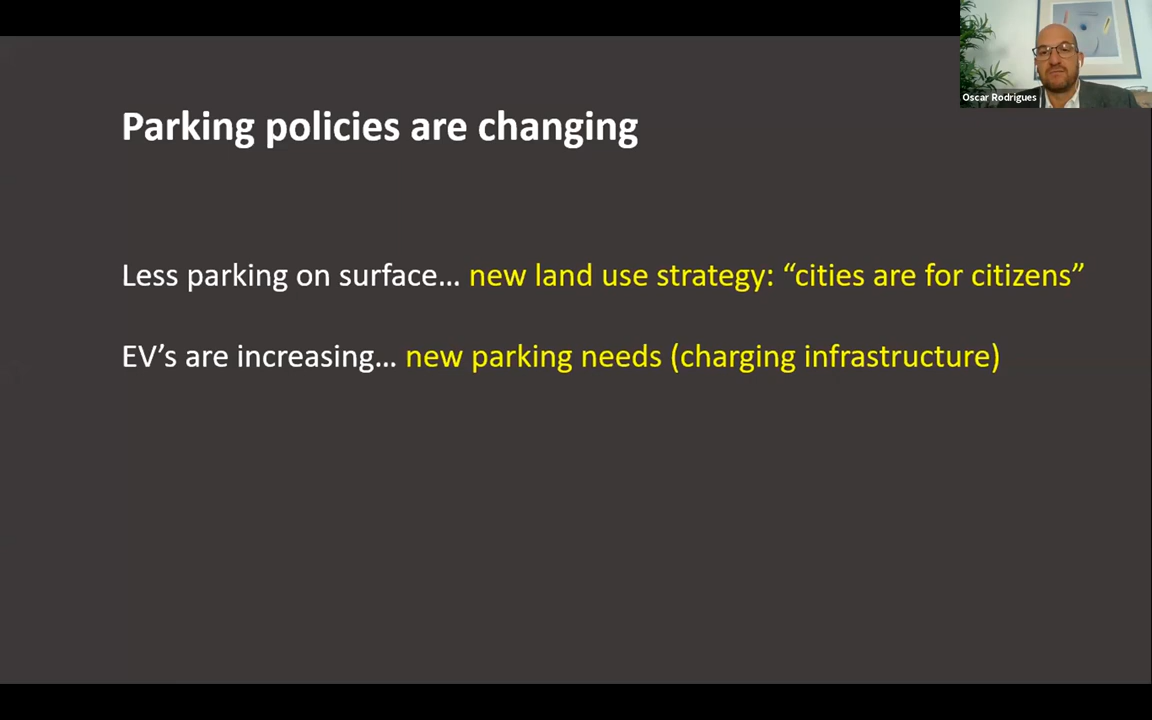 Oscar Rodrigues
Parking policies are changing
Less parking on surface… new land use strategy: “cities are for citizens”
EV’s are increasing… new parking needs (charging infrastructure)